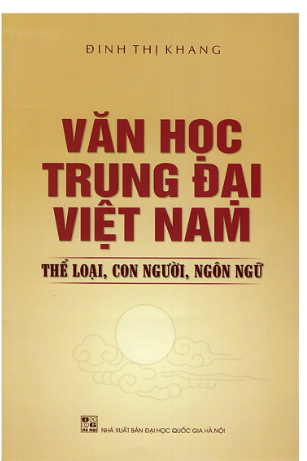 ĐINH THỊ KHANG
VĂN HỌC
TRUNG ĐẠI
VIỆT NAM
THỂ LOẠI, CON NGƯỜI, NGÔN NGỮ
NHÀ XUẤT BẢN ĐẠI HỌC QUỐC GIA HÀ NỘI